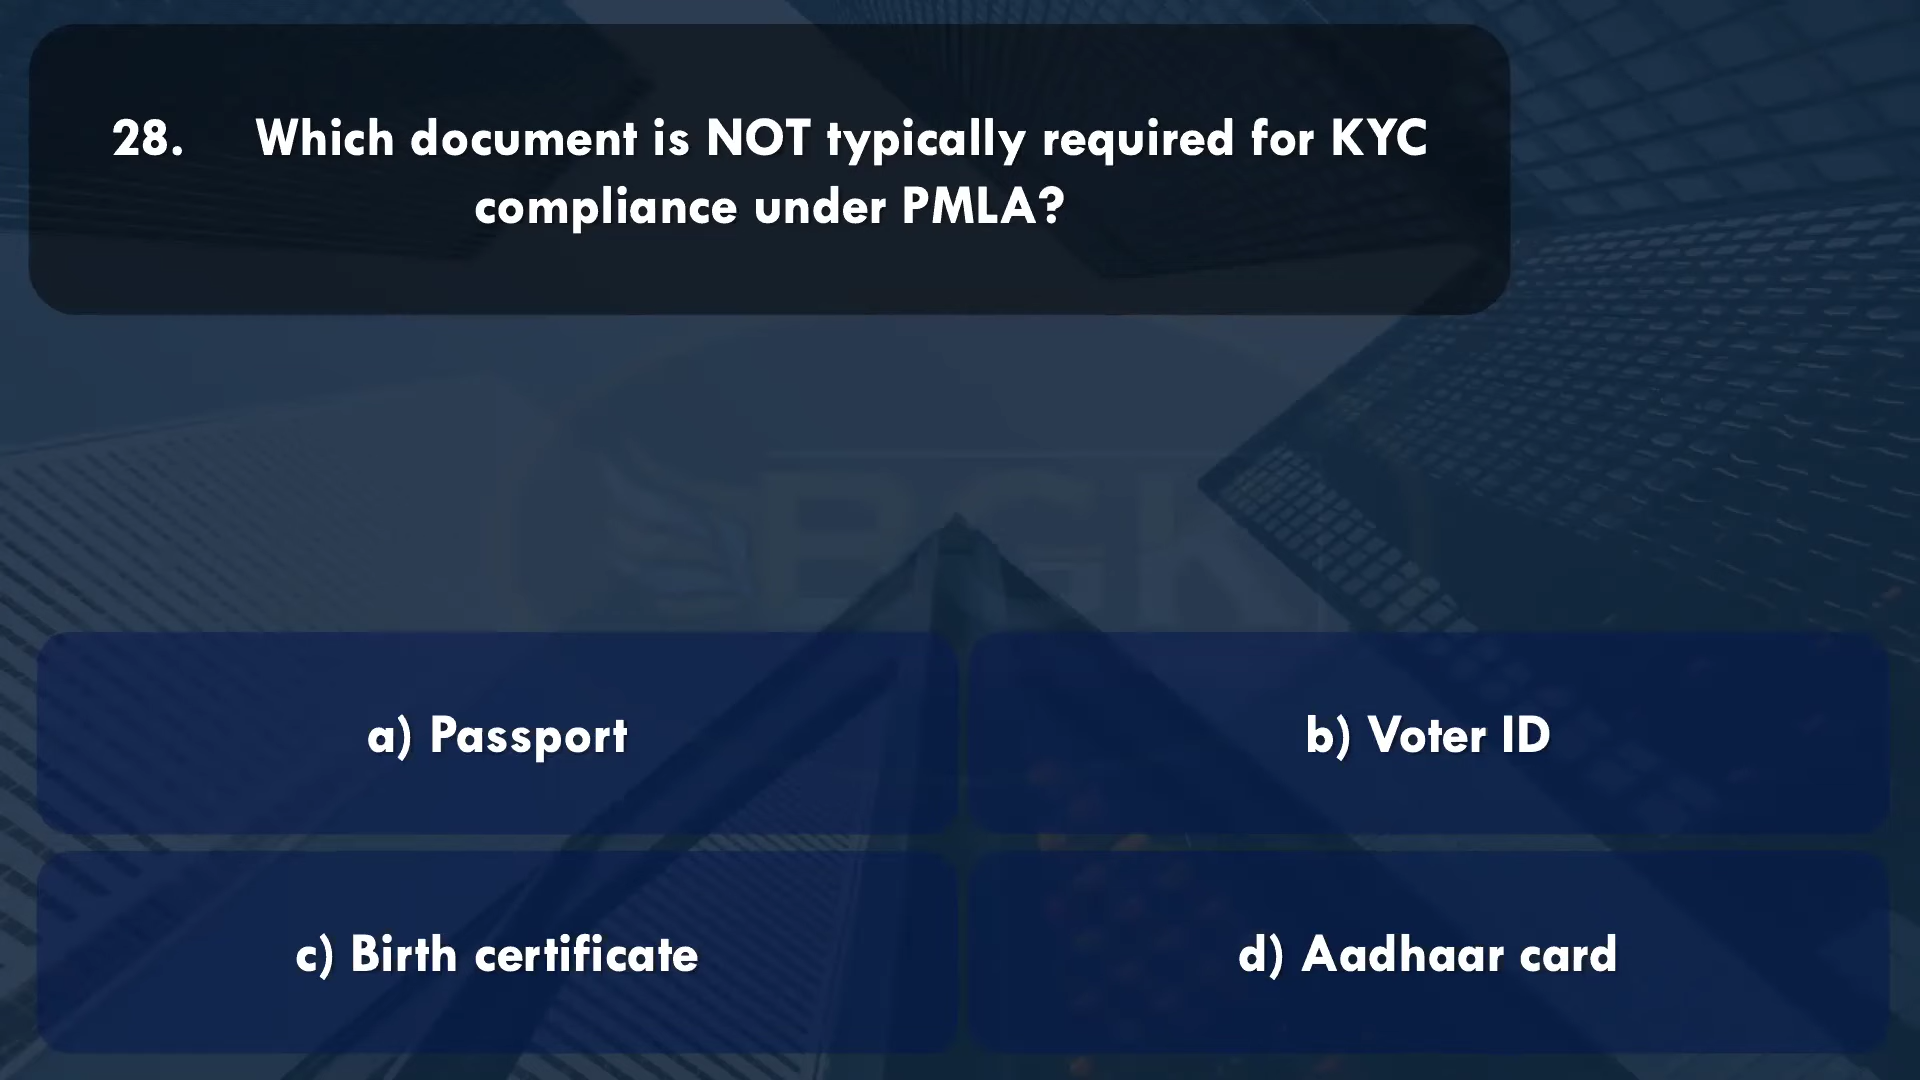 28. Which document is NOT typically required for KYC
compliance under PMLA?
BGK
a) Passport
b) Voter ID
c) Birth certificate
d) Aadhaar card